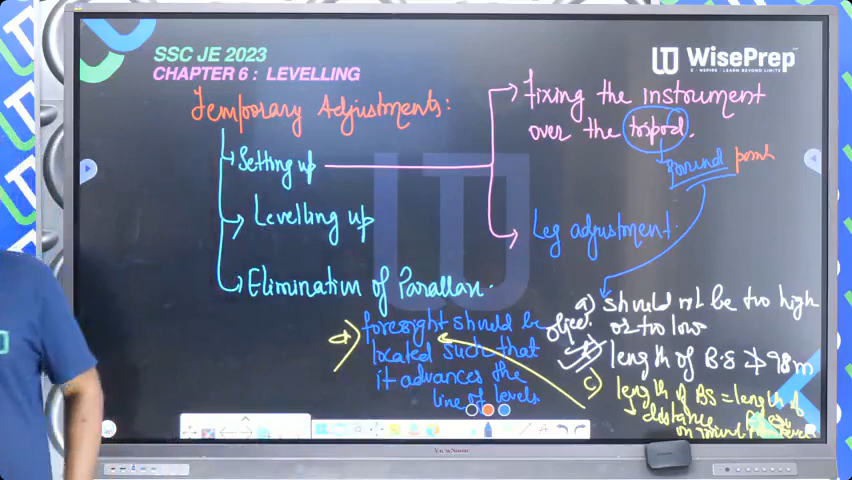 SSC JE 2023
CHAPTER 6 : LEVELLING
WisePrep
Temporary Adjustments:
Setting up
Levelling up
Elimination of Parallax.
Fixing the instrument
over the tripod.
Ground point
Leg adjustment.
a) should not be too high
or too low
length of B.S ≯ 98m
c) length of BS = length of
distance
d) foresight should be
located such that
it advances the
line of levels
ViewSonic